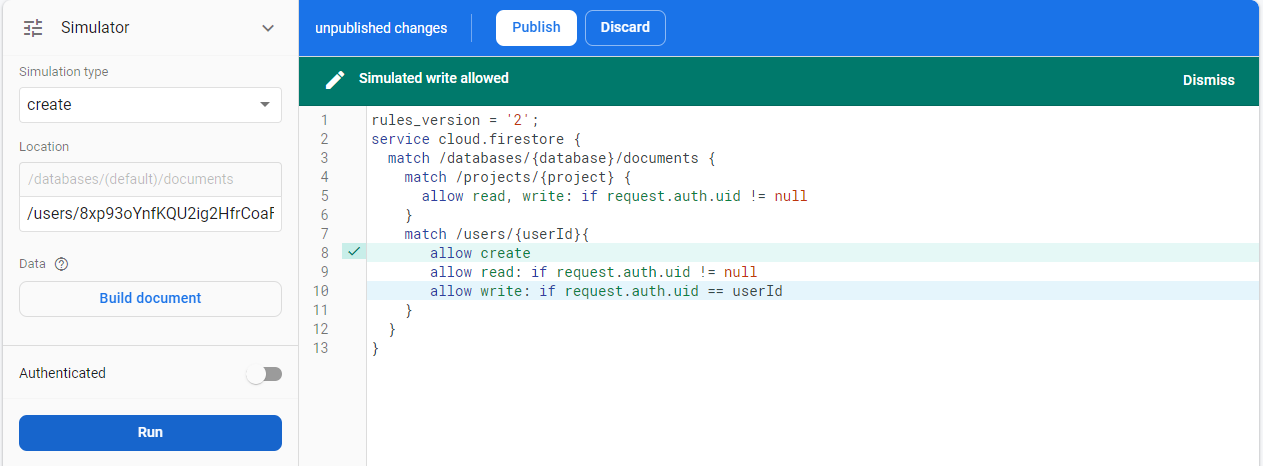 Simulator
Simulation type
create
Location
/databases/(default)/documents
/users/8xp93oYnfKQU2ig2HfrCoaF
Data
Build document
Authenticated
Run
unpublished changes
Publish
Discard
Simulated write allowed
Dismiss
1 rules_version = '2';
2 service cloud.firestore {
3 match /databases/{database}/documents {
4 match /projects/{project} {
5 allow read, write: if request.auth.uid != null
6 }
7 match /users/{userId}{
8 allow create
9 allow read: if request.auth.uid != null
10 allow write: if request.auth.uid == userId
11 }
12 }
13 }